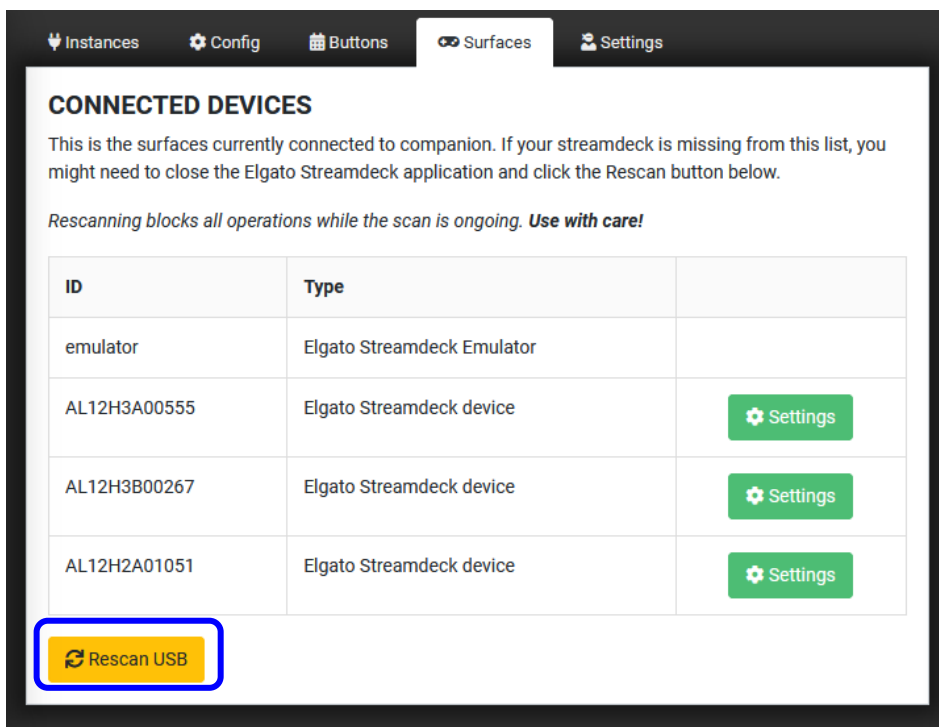 Instances Config Buttons Surfaces Settings
CONNECTED DEVICES
This is the surfaces currently connected to companion. If your streamdeck is missing from this list, you
might need to close the Elgato Streamdeck application and click the Rescan button below.
Rescanning blocks all operations while the scan is ongoing. Use with care!
ID Type
emulator Elgato Streamdeck Emulator
AL12H3A00555 Elgato Streamdeck device Settings
AL12H3B00267 Elgato Streamdeck device Settings
AL12H2A01051 Elgato Streamdeck device Settings
Rescan USB